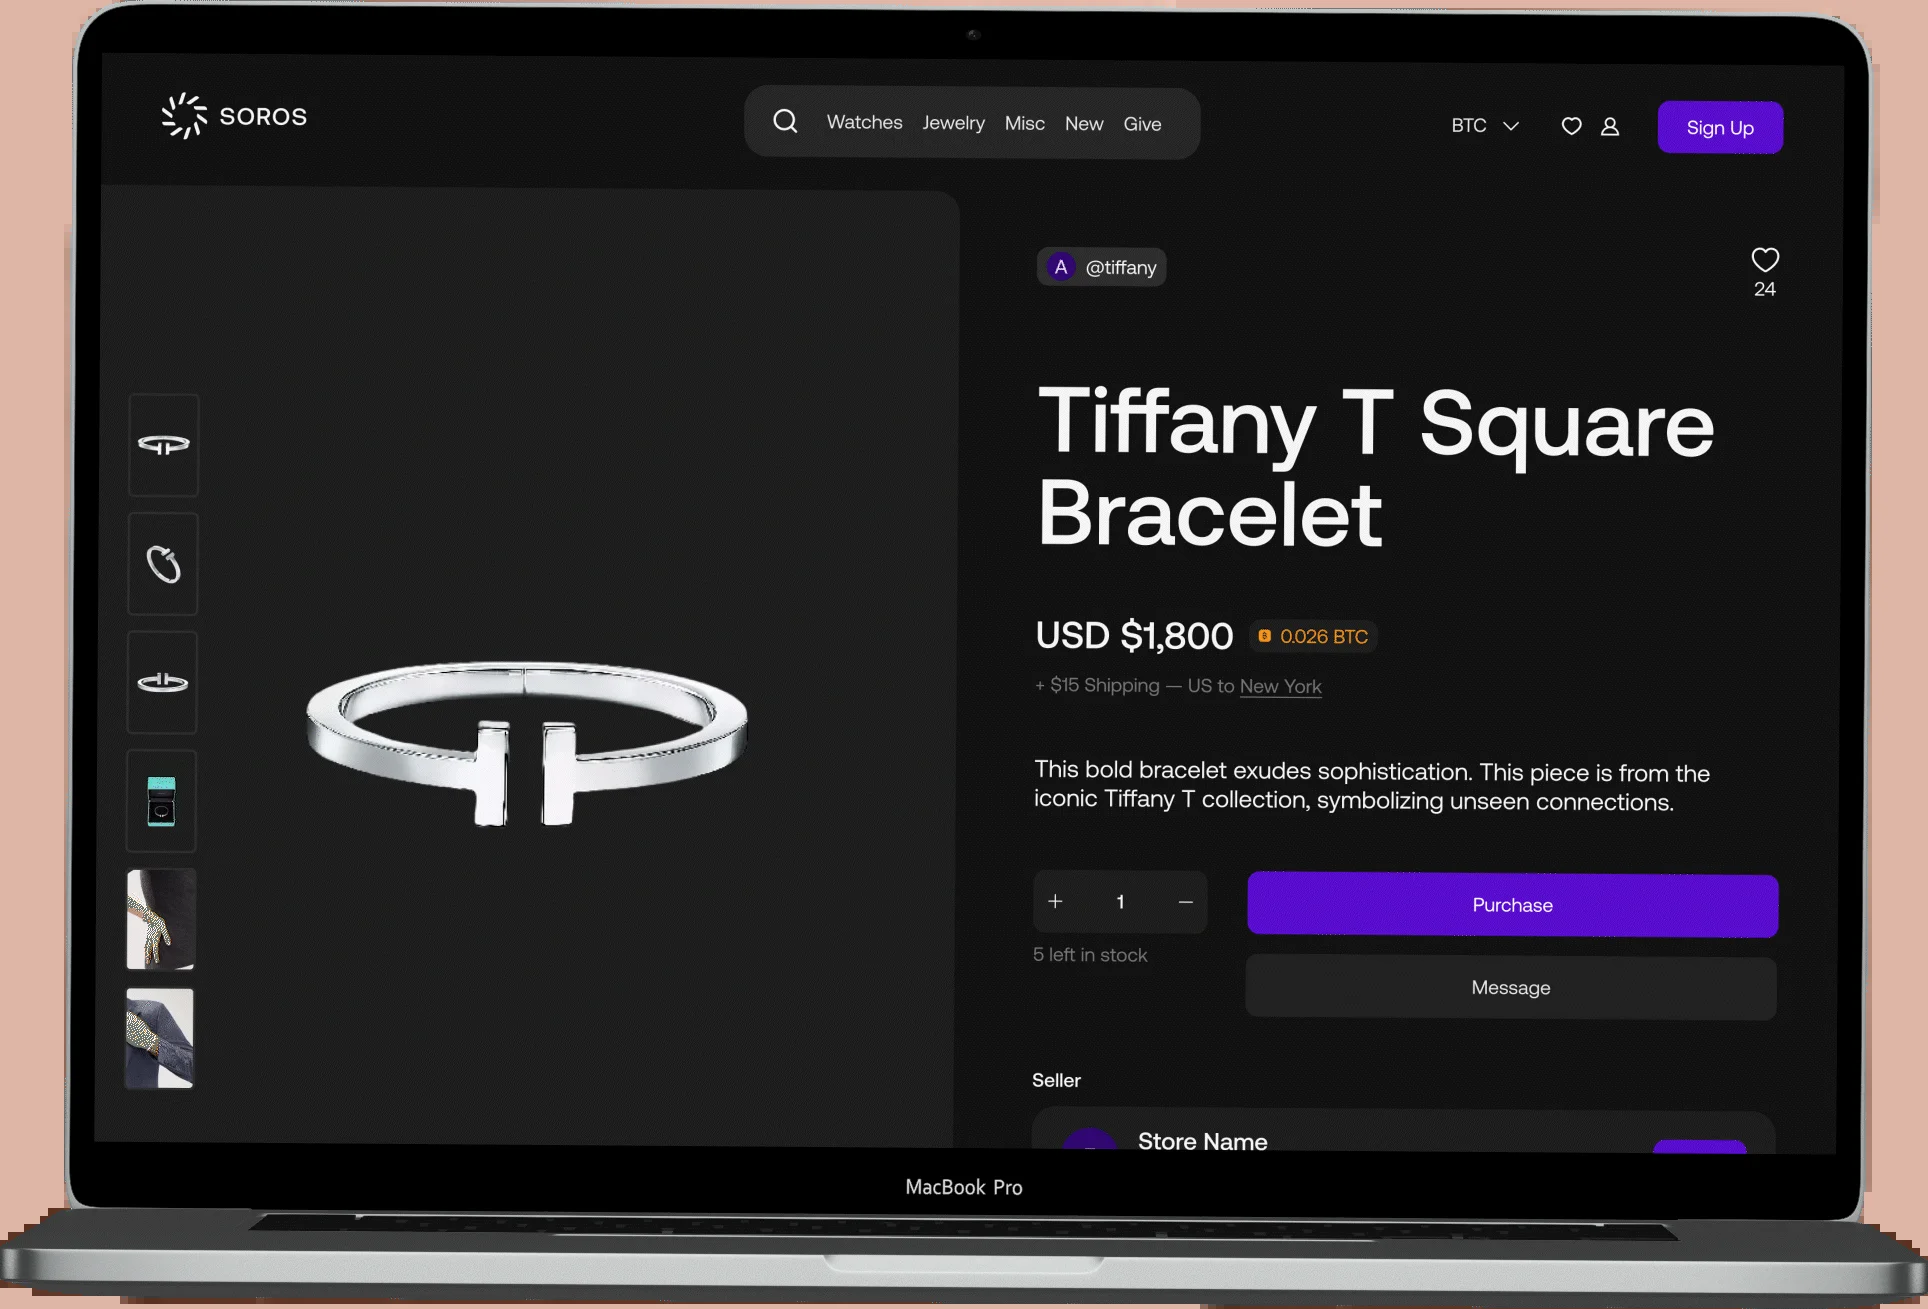 SOROS
Watches Jewelry Misc New Give
BTC
Sign Up
A @tiffany
24
Tiffany T Square
Bracelet
USD $1,800 0.026 BTC
+ $15 Shipping — US to New York
This bold bracelet exudes sophistication. This piece is from the
iconic Tiffany T collection, symbolizing unseen connections.
+ 1 −
Purchase
5 left in stock
Message
Seller
Store Name
MacBook Pro